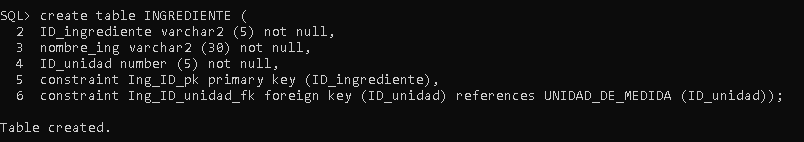 SQL> create table INGREDIENTE (
  2  ID_ingrediente varchar2 (5) not null,
  3  nombre_ing varchar2 (30) not null,
  4  ID_unidad number (5) not null,
  5  constraint Ing_ID_pk primary key (ID_ingrediente),
  6  constraint Ing_ID_unidad_fk foreign key (ID_unidad) references UNIDAD_DE_MEDIDA (ID_unidad));
Table created.